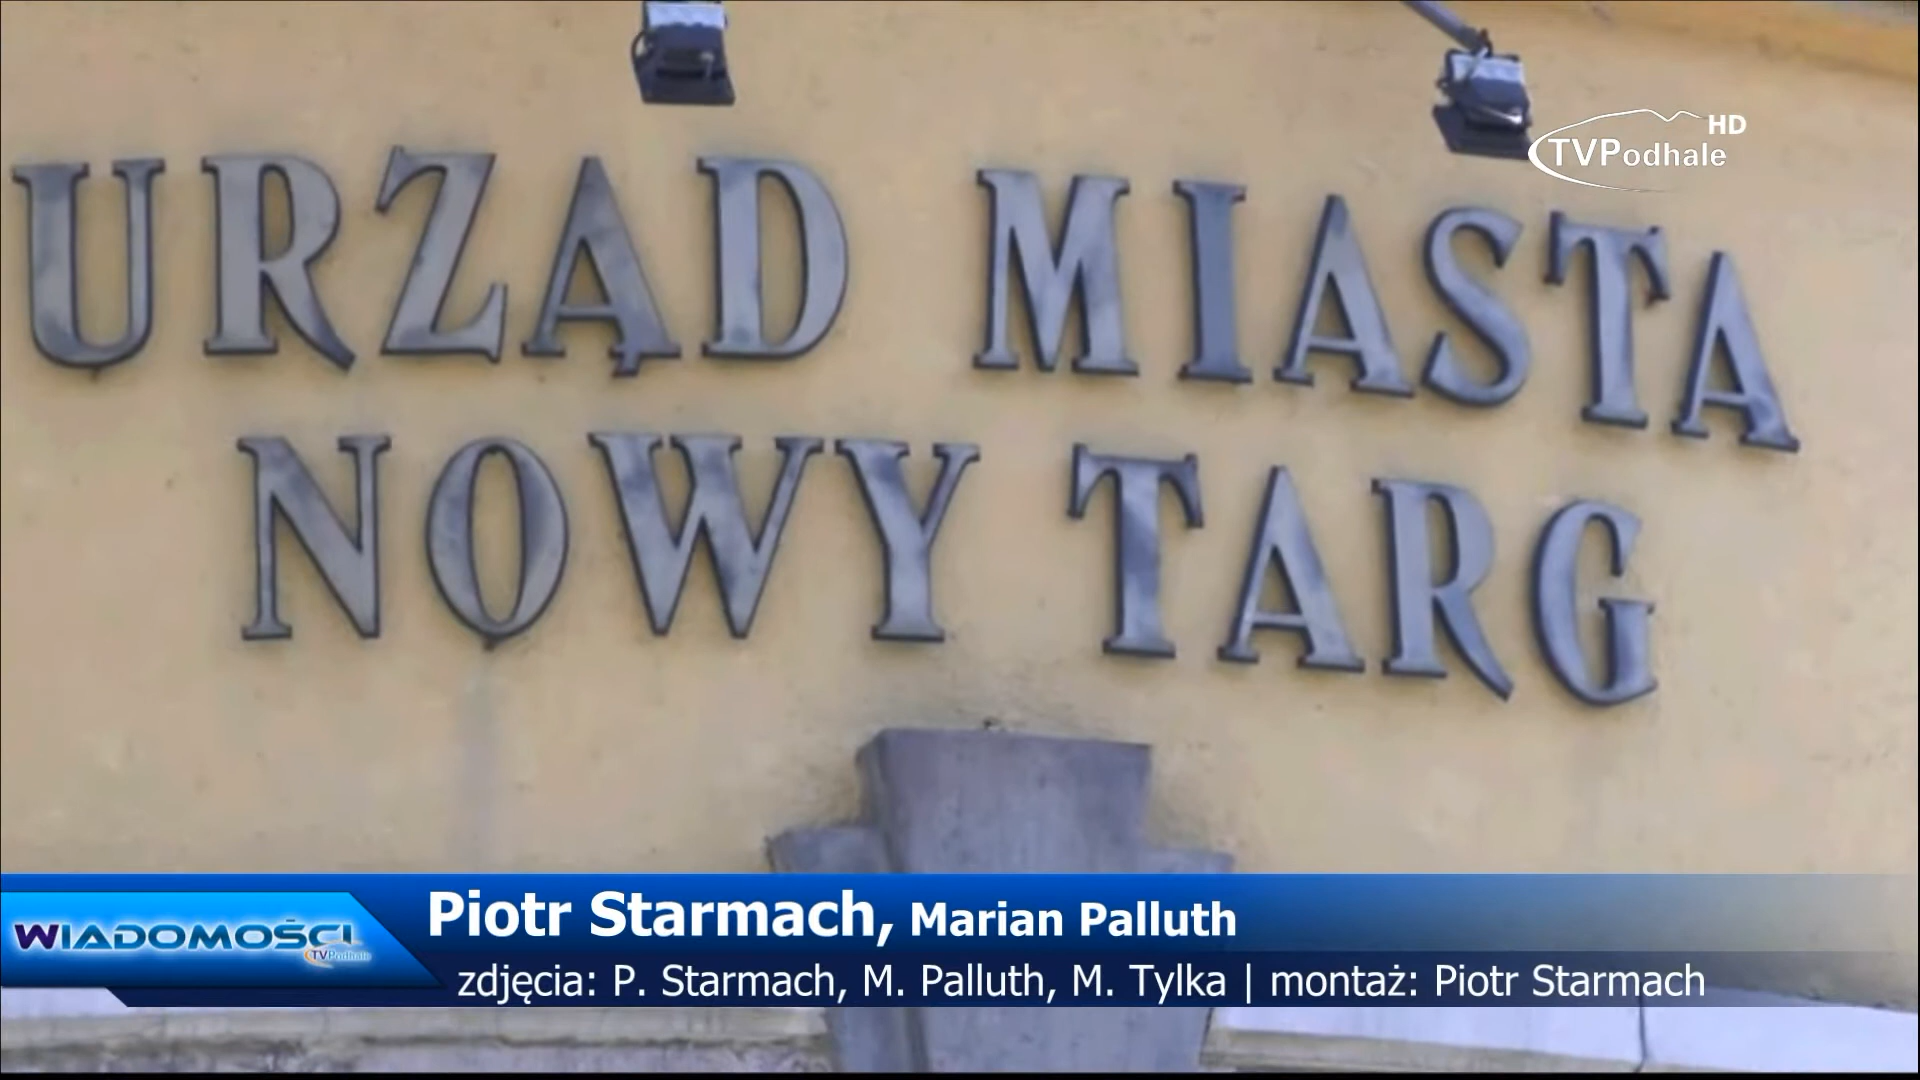 HD
TVPodhale
URZĄD MIASTA
NOWY TARG
Piotr Starmach, Marian Palluth
WIADOMOŚCI
TVPodhale
zdjęcia: P. Starmach, M. Palluth, M. Tylka | montaż: Piotr Starmach